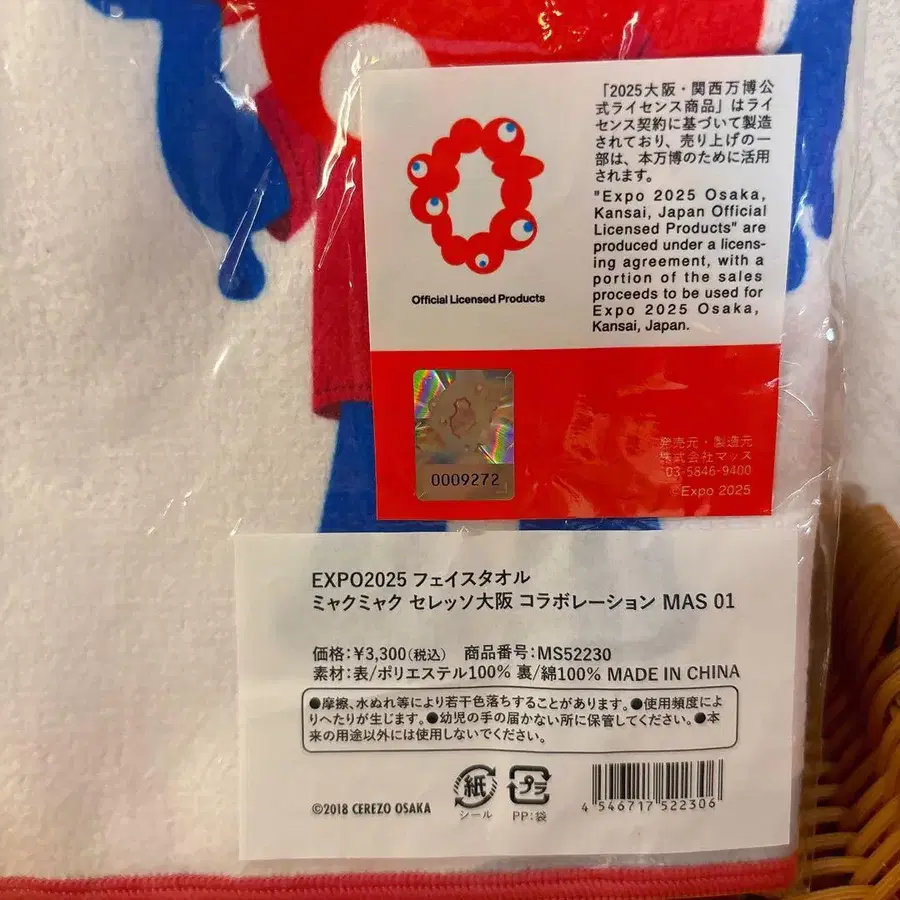 「2025大阪・関西万博公
式ライセンス商品」はライ
センス契約に基づいて製造
されており、売り上げの一
部は、本万博のために活用
されます。
"Expo 2025 Osaka,
Kansai, Japan Official
Licensed Products" are
produced under a licens-
ing agreement, with a
portion of the sales
proceeds to be used for
Expo 2025 Osaka,
Kansai, Japan.
Official Licensed Products
0009272
発売元・製造元
株式会社マッス
03-5846-9400
©Expo 2025
EXPO2025 フェイスタオル
ミャクミャク セレッソ大阪 コラボレーション MAS 01
価格：¥3,300（税込） 商品番号：MS52230
素材：表/ポリエステル100% 裏/綿100% MADE IN CHINA
●摩擦、水ぬれ等により若干色落ちすることがあります。●使用頻度によ
りへたりが生じます。●幼児の手の届かない所に保管してください。●本
来の用途以外には使用しないでください。
©2018 CEREZO OSAKA
紙
シール
プラ
PP：袋
4 546717 522306